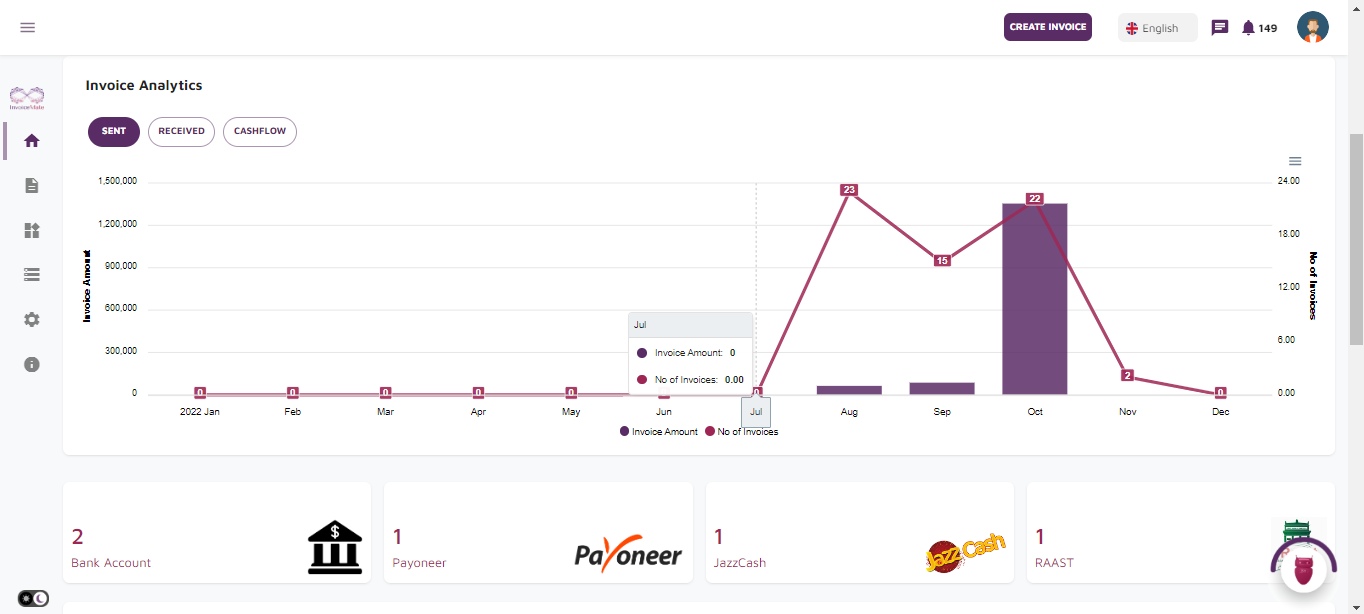 CREATE INVOICE
English
149
InvoiceMate
Invoice Analytics
SENT
RECEIVED
CASHFLOW
1,500,000
1,200,000
900,000
600,000
300,000
0
Invoice Amount
24.00
18.00
12.00
6.00
0.00
No of Invoices
0
0
0
0
0
0
23
15
22
2
0
Jul
Invoice Amount: 0
No of Invoices: 0.00
2022 Jan
Feb
Mar
Apr
May
Jun
Jul
Aug
Sep
Oct
Nov
Dec
Invoice Amount
No of Invoices
2
Bank Account
$
1
Payoneer
Payoneer
1
JazzCash
Jazz Cash
1
RAAST